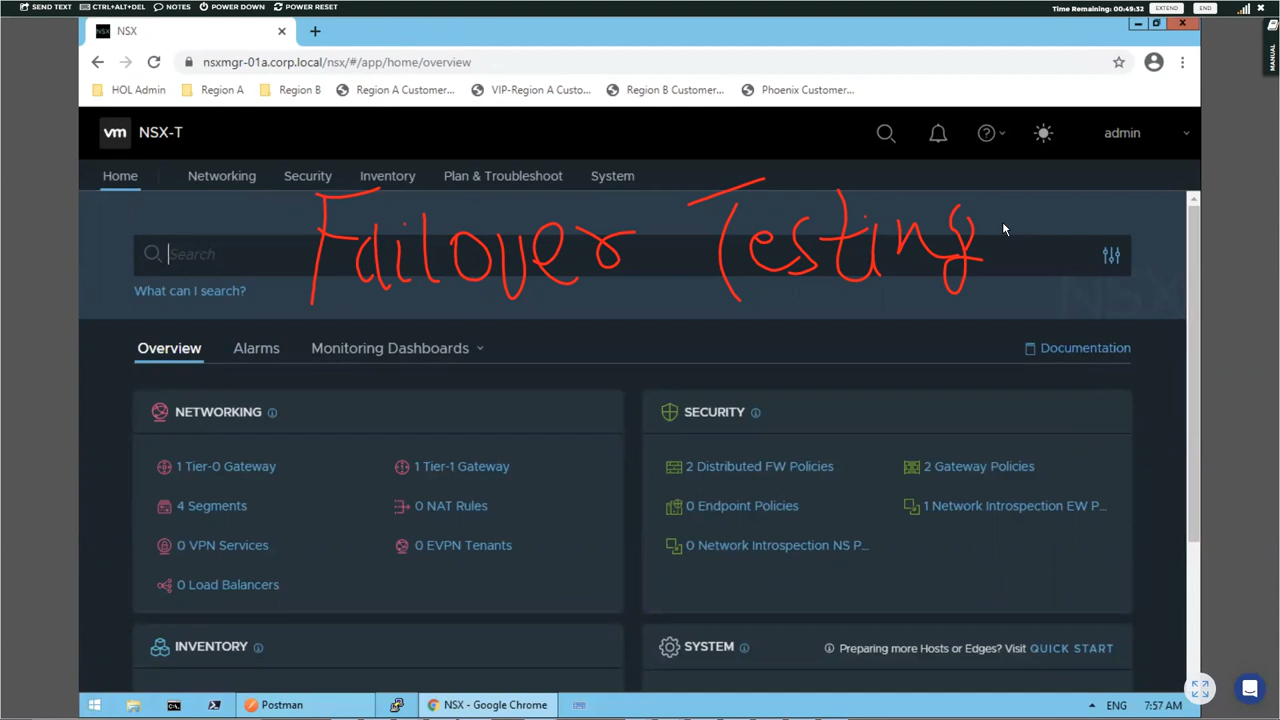 SEND TEXT CTRL+ALT+DEL NOTES POWER DOWN POWER RESET Time Remaining: 00:49:32 EXTEND END
MANUAL
NSX
nsxmgr-01a.corp.local/nsx/#/app/home/overview
HOL Admin Region A Region B Region A Customer... VIP-Region A Custo... Region B Customer... Phoenix Customer...
vm NSX-T admin
Home Networking Security Inventory Plan & Troubleshoot System
Failover Testing
Search
What can I search?
NSX
Overview Alarms Monitoring Dashboards Documentation
NETWORKING
1 Tier-0 Gateway 1 Tier-1 Gateway
4 Segments 0 NAT Rules
0 VPN Services 0 EVPN Tenants
0 Load Balancers
SECURITY
2 Distributed FW Policies 2 Gateway Policies
0 Endpoint Policies 1 Network Introspection EW P...
0 Network Introspection NS P...
INVENTORY
SYSTEM Preparing more Hosts or Edges? Visit QUICK START
Postman NSX - Google Chrome ENG 7:57 AM